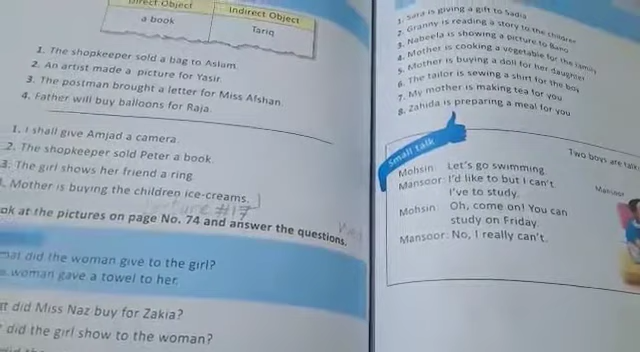 Direct Object Indirect Object
a book Tariq
1. The shopkeeper sold a bag to Aslam.
2. An artist made a picture for Yasir.
3. The postman brought a letter for Miss Afshan.
4. Father will buy balloons for Raja.
1. I shall give Amjad a camera.
2. The shopkeeper sold Peter a book.
3. The girl shows her friend a ring.
Mother is buying the children ice-creams.
#17
at the pictures on page No. 74 and answer the questions.
did the woman give to the girl?
woman gave a towel to her.
did Miss Naz buy for Zakia?
did the girl show to the woman?
1. Sara is giving a gift to Sadia
2. Granny is reading a story to the children
3. Nabeela is showing a picture to Bano
4. Mother is cooking a vegetable for the family
5. Mother is buying a doll for her daughter
6. The tailor is sewing a shirt for the boy
7. My mother is making tea for you
8. Zahida is preparing a meal for you
Small talk
Two boys are talk
Mohsin: Let's go swimming.
Mansoor: I'd like to but I can't.
I've to study.
Mansoor
Mohsin: Oh, come on! You can
study on Friday.
Mansoor: No, I really can't.